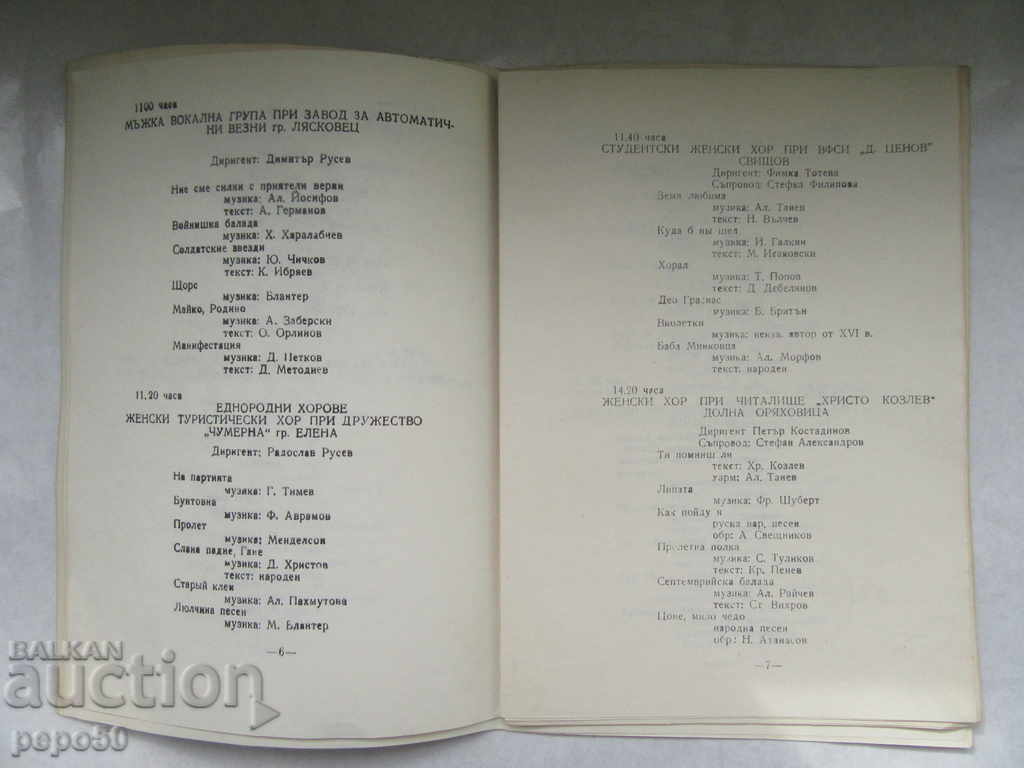 1100 часа
МЪЖКА ВОКАЛНА ГРУПА ПРИ ЗАВОД ЗА АВТОМАТИЧ-
НИ ВЕЗНИ гр. ЛЯСКОВЕЦ
Диригент: Димитър Русев
Ние сме силни с приятели верни
музика: Ал. Йосифов
текст: А. Германов
Войнишка балада
музика: Х. Харалабиев
Солдатские звезди
музика: Ю. Чичков
текст: К. Ибряев
Щорс
музика: Блантер
Майко, Родино
музика: А. Заберски
текст: О. Орлинов
Манифестация
музика: Д. Петков
текст: Д. Методиев
11.20 часа
ЕДНОРОДНИ ХОРОВЕ
ЖЕНСКИ ТУРИСТИЧЕСКИ ХОР ПРИ ДРУЖЕСТВО
„ЧУМЕРНА" гр. ЕЛЕНА
Диригент: Радослав Русев
На партията
музика: Г. Тимев
Бунтовна
музика: Ф. Аврамов
Пролет
музика: Менделсон
Слана падне, Гане
музика: Д. Христов
текст: народен
Старый клен
музика: Ал. Пахмутова
Люлчина песен
музика: М. Блантер
—6—
11.40 часа
СТУДЕНТСКИ ЖЕНСКИ ХОР ПРИ ВФСИ „Д. ЦЕНОВ"
СВИЩОВ
Диригент: Фимка Тотева
Съпровод: Стефка Филипова
Земя любима
музика: Ал. Танев
текст: Н. Вълчев
Куда б ны шел
музика: И. Галкин
текст: М. Исаковски
Хорал
музика: Т. Попов
текст: Д. Дебелянов
Део Грациас
музика: Б. Бритън
Виолетки
музика: неизв. автор от XVI в.
Баба Минковца
музика: Ал. Морфов
текст: народен
14.20 часа
ЖЕНСКИ ХОР ПРИ ЧИТАЛИЩЕ „ХРИСТО КОЗЛЕВ"
ДОЛНА ОРЯХОВИЦА
Диригент Петър Костадинов
Съпровод: Стефан Александров
Ти помниш ли
текст: Хр. Козлев
харм: Ал. Танев
Липата
музика: Фр. Шуберт
Как пойду я
руска нар. песен
обр: А. Свешников
Пролетна полка
музика: С. Туликов
текст: Кр. Пенев
Септемврийска балада
музика: Ал. Райчев
текст: Ст Вихров
Цоне, мило чедо
народна песен
обр: Н. Атанасов
—7—
BALKAN
auction
pepo50